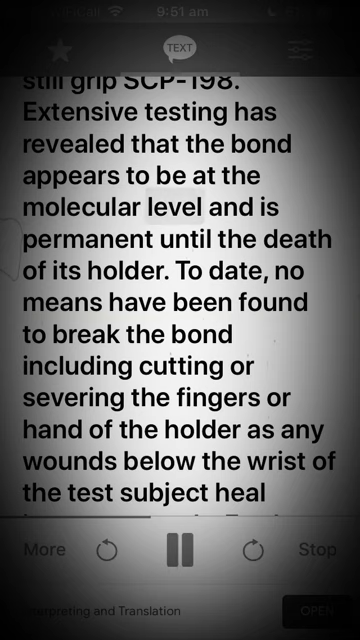 9:51 am
TEXT
still grip SCP-198.
Extensive testing has
revealed that the bond
appears to be at the
molecular level and is
permanent until the death
of its holder. To date, no
means have been found
to break the bond
including cutting or
severing the fingers or
hand of the holder as any
wounds below the wrist of
the test subject heal
More
Stop
Interpreting and Translation
OPEN